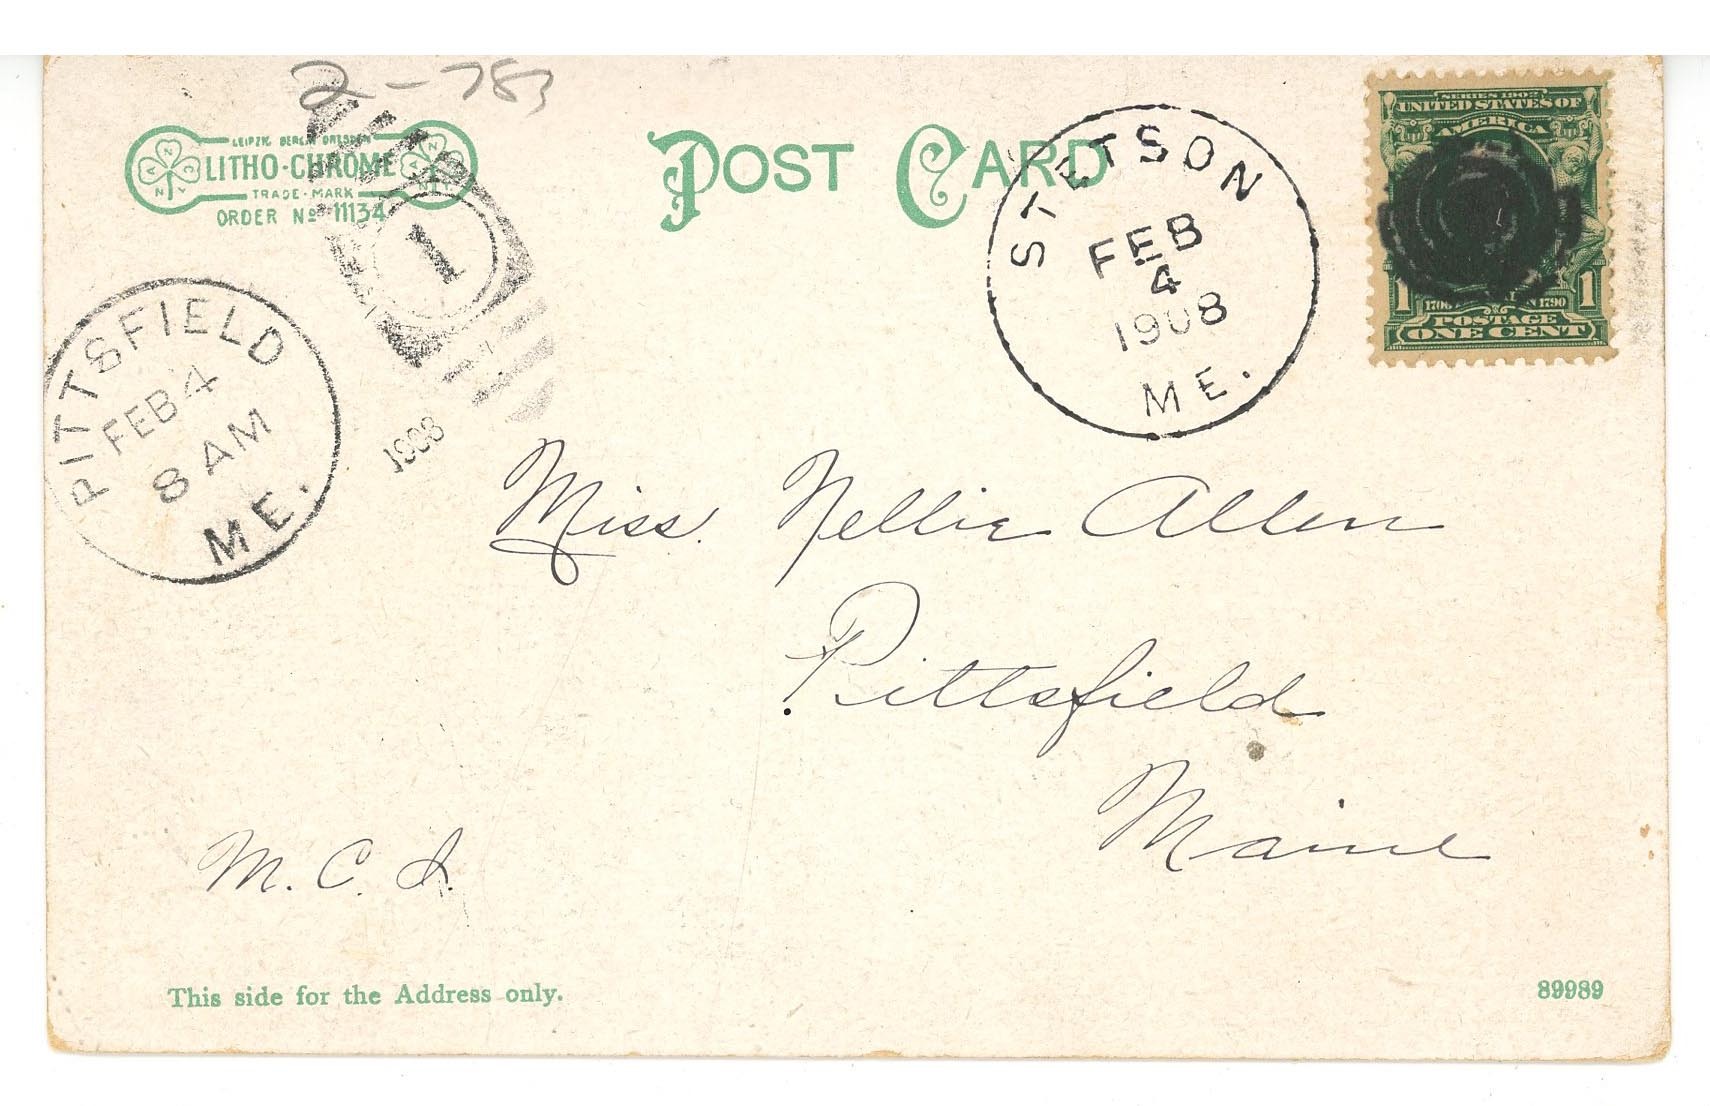 2-783
LEIPZIG BERLIN DRESDEN
LITHO-CHROME
TRADE-MARK
ORDER No 11134
POST CARD
STETSON
FEB
4
1908
ME.
SERIES 1902
UNITED STATES OF
AMERICA
1 1
POSTAGE
ONE CENT
1
PITTSFIELD
FEB 4
8 AM
ME.
1908
Miss. Nellie Allen
Pittsfield
Maine
M. C. I.
This side for the Address only.
89989